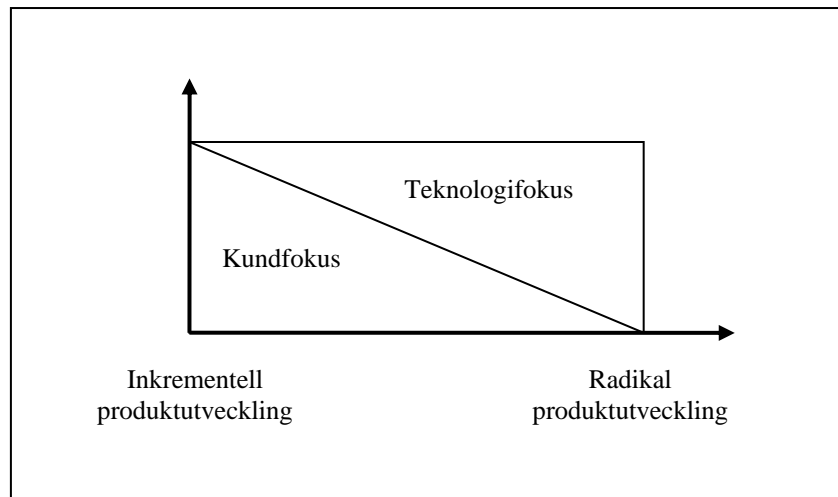 Teknologifokus
Kundfokus
Inkrementell
produktutveckling
Radikal
produktutveckling